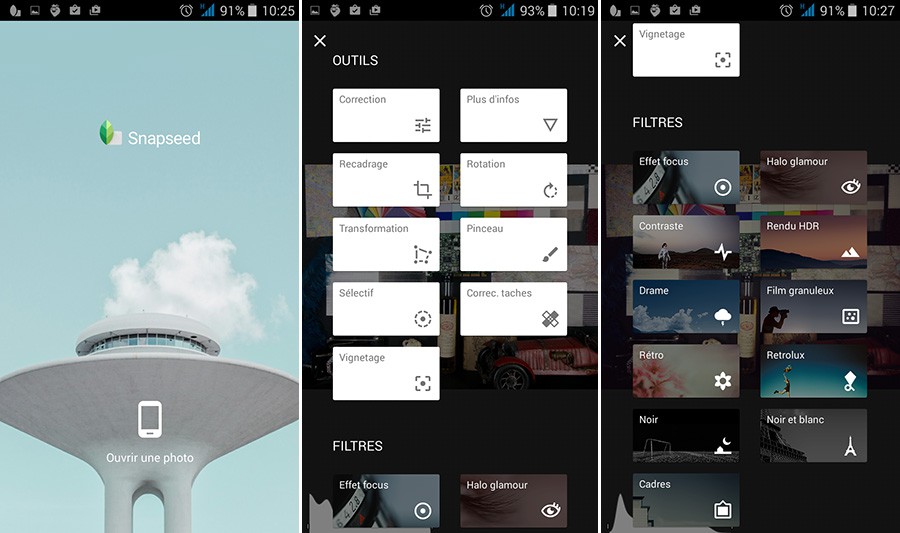 91% 10:25
Snapseed
Ouvrir une photo
93% 10:19
OUTILS
Correction
Plus d'infos
Recadrage
Rotation
Transformation
Pinceau
Sélectif
Correc. taches
Vignetage
FILTRES
Effet focus
Halo glamour
91% 10:27
Vignetage
FILTRES
Effet focus
Halo glamour
Contraste
Rendu HDR
Drame
Film granuleux
Rétro
Retrolux
Noir
Noir et blanc
Cadres